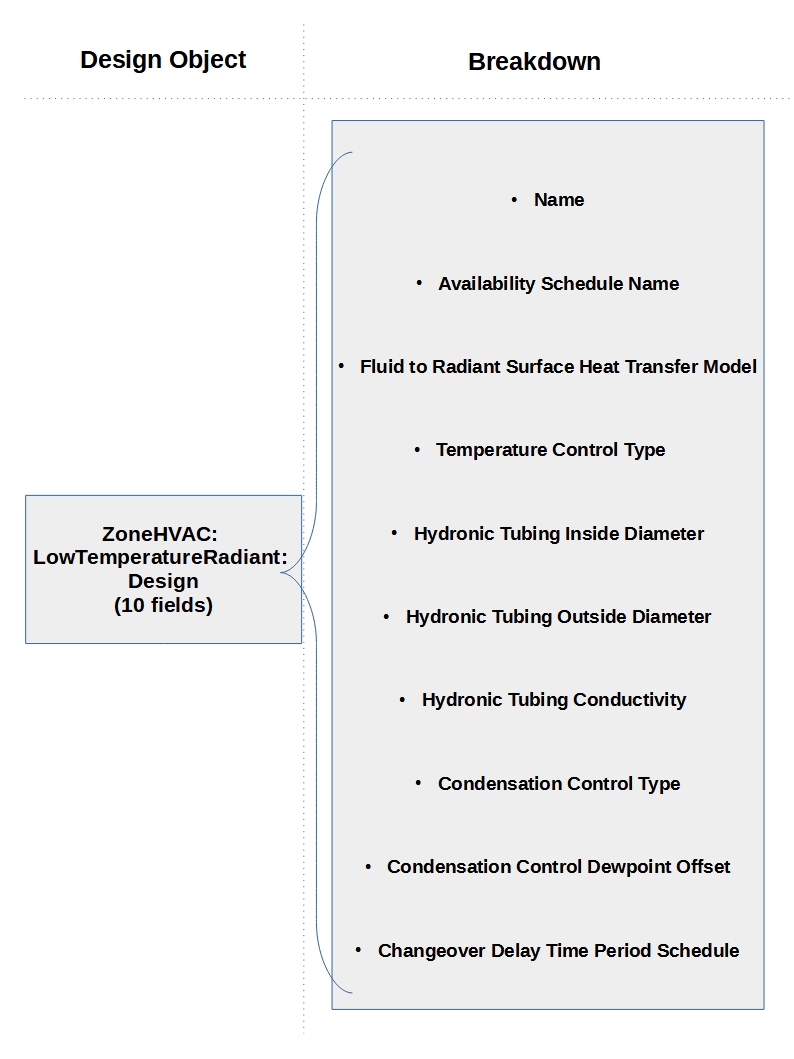 Design Object
Breakdown
ZoneHVAC:
LowTemperatureRadiant:
Design
(10 fields)
• Name
• Availability Schedule Name
• Fluid to Radiant Surface Heat Transfer Model
• Temperature Control Type
• Hydronic Tubing Inside Diameter
• Hydronic Tubing Outside Diameter
• Hydronic Tubing Conductivity
• Condensation Control Type
• Condensation Control Dewpoint Offset
• Changeover Delay Time Period Schedule